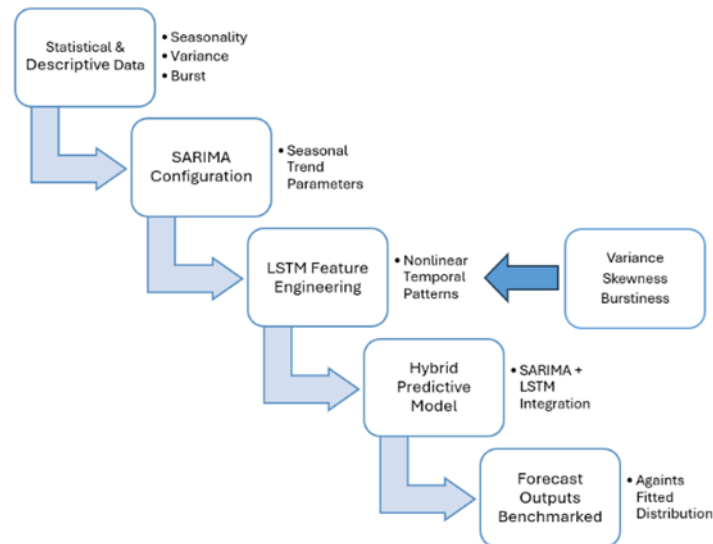 Statistical &
Descriptive Data
• Seasonality
• Variance
• Burst
SARIMA
Configuration
• Seasonal
Trend
Parameters
LSTM Feature
Engineering
• Nonlinear
Temporal
Patterns
Variance
Skewness
Burstiness
Hybrid
Predictive
Model
• SARIMA +
LSTM
Integration
Forecast
Outputs
Benchmarked
• Againts
Fitted
Distribution